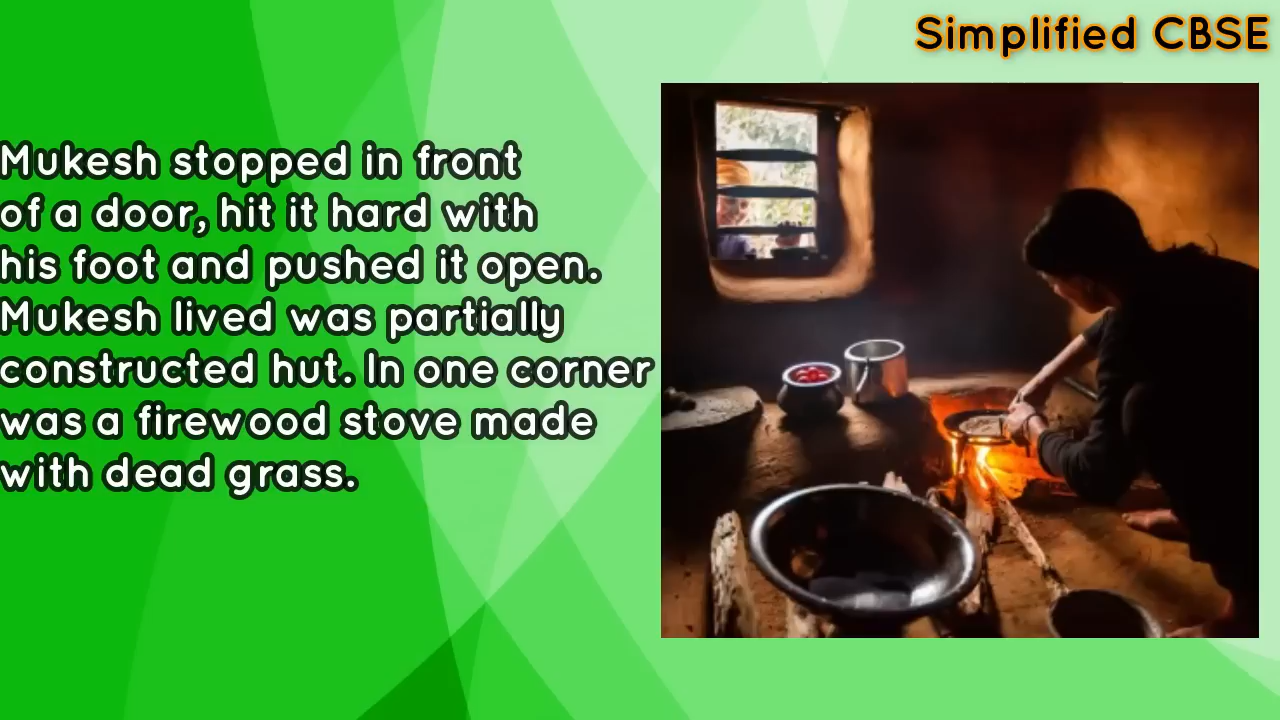 Simplified CBSE
Mukesh stopped in front
of a door, hit it hard with
his foot and pushed it open.
Mukesh lived was partially
constructed hut. In one corner
was a firewood stove made
with dead grass.